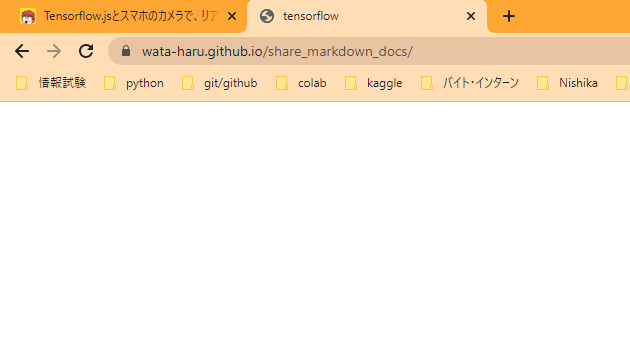 Tensorflow.jsとスマホのカメラで、リア
tensorflow
wata-haru.github.io/share_markdown_docs/
情報試験 python git/github colab kaggle バイト・インターン Nishika